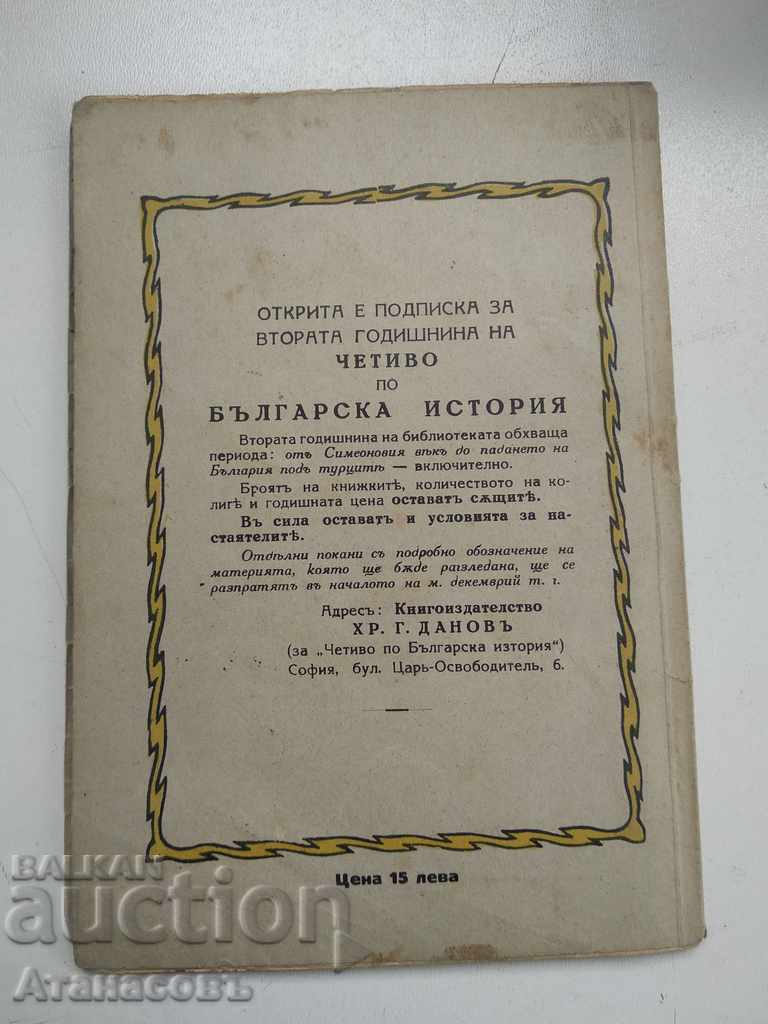 ОТКРИТА Е ПОДПИСКА ЗА
ВТОРАТА ГОДИШНИНА НА
ЧЕТИВО
ПО
БЪЛГАРСКА ИСТОРИЯ
Втората годишнина на библиотеката обхваща
периода: отъ Симеоновия вѣкъ до падането на
България подъ турцитѣ — включително.
Броятъ на книжкитѣ, количеството на ко-
лигѣ и годишната цена оставатъ сѫщитѣ.
Въ сила оставатъ и условията за на-
стаятелитѣ.
Отдѣлни покани съ подробно обозначение на
материята, която ще бѫде разгледана, ще се
разпратятъ въ началото на м. декемврий т. г.
Адресъ: Книгоиздателство
ХР. Г. ДАНОВЪ
(за „Четиво по Българска изтория“)
София, бул. Царь-Освободитель, 6.
Цена 15 лева
BALKAN
auction
Атанасовъ